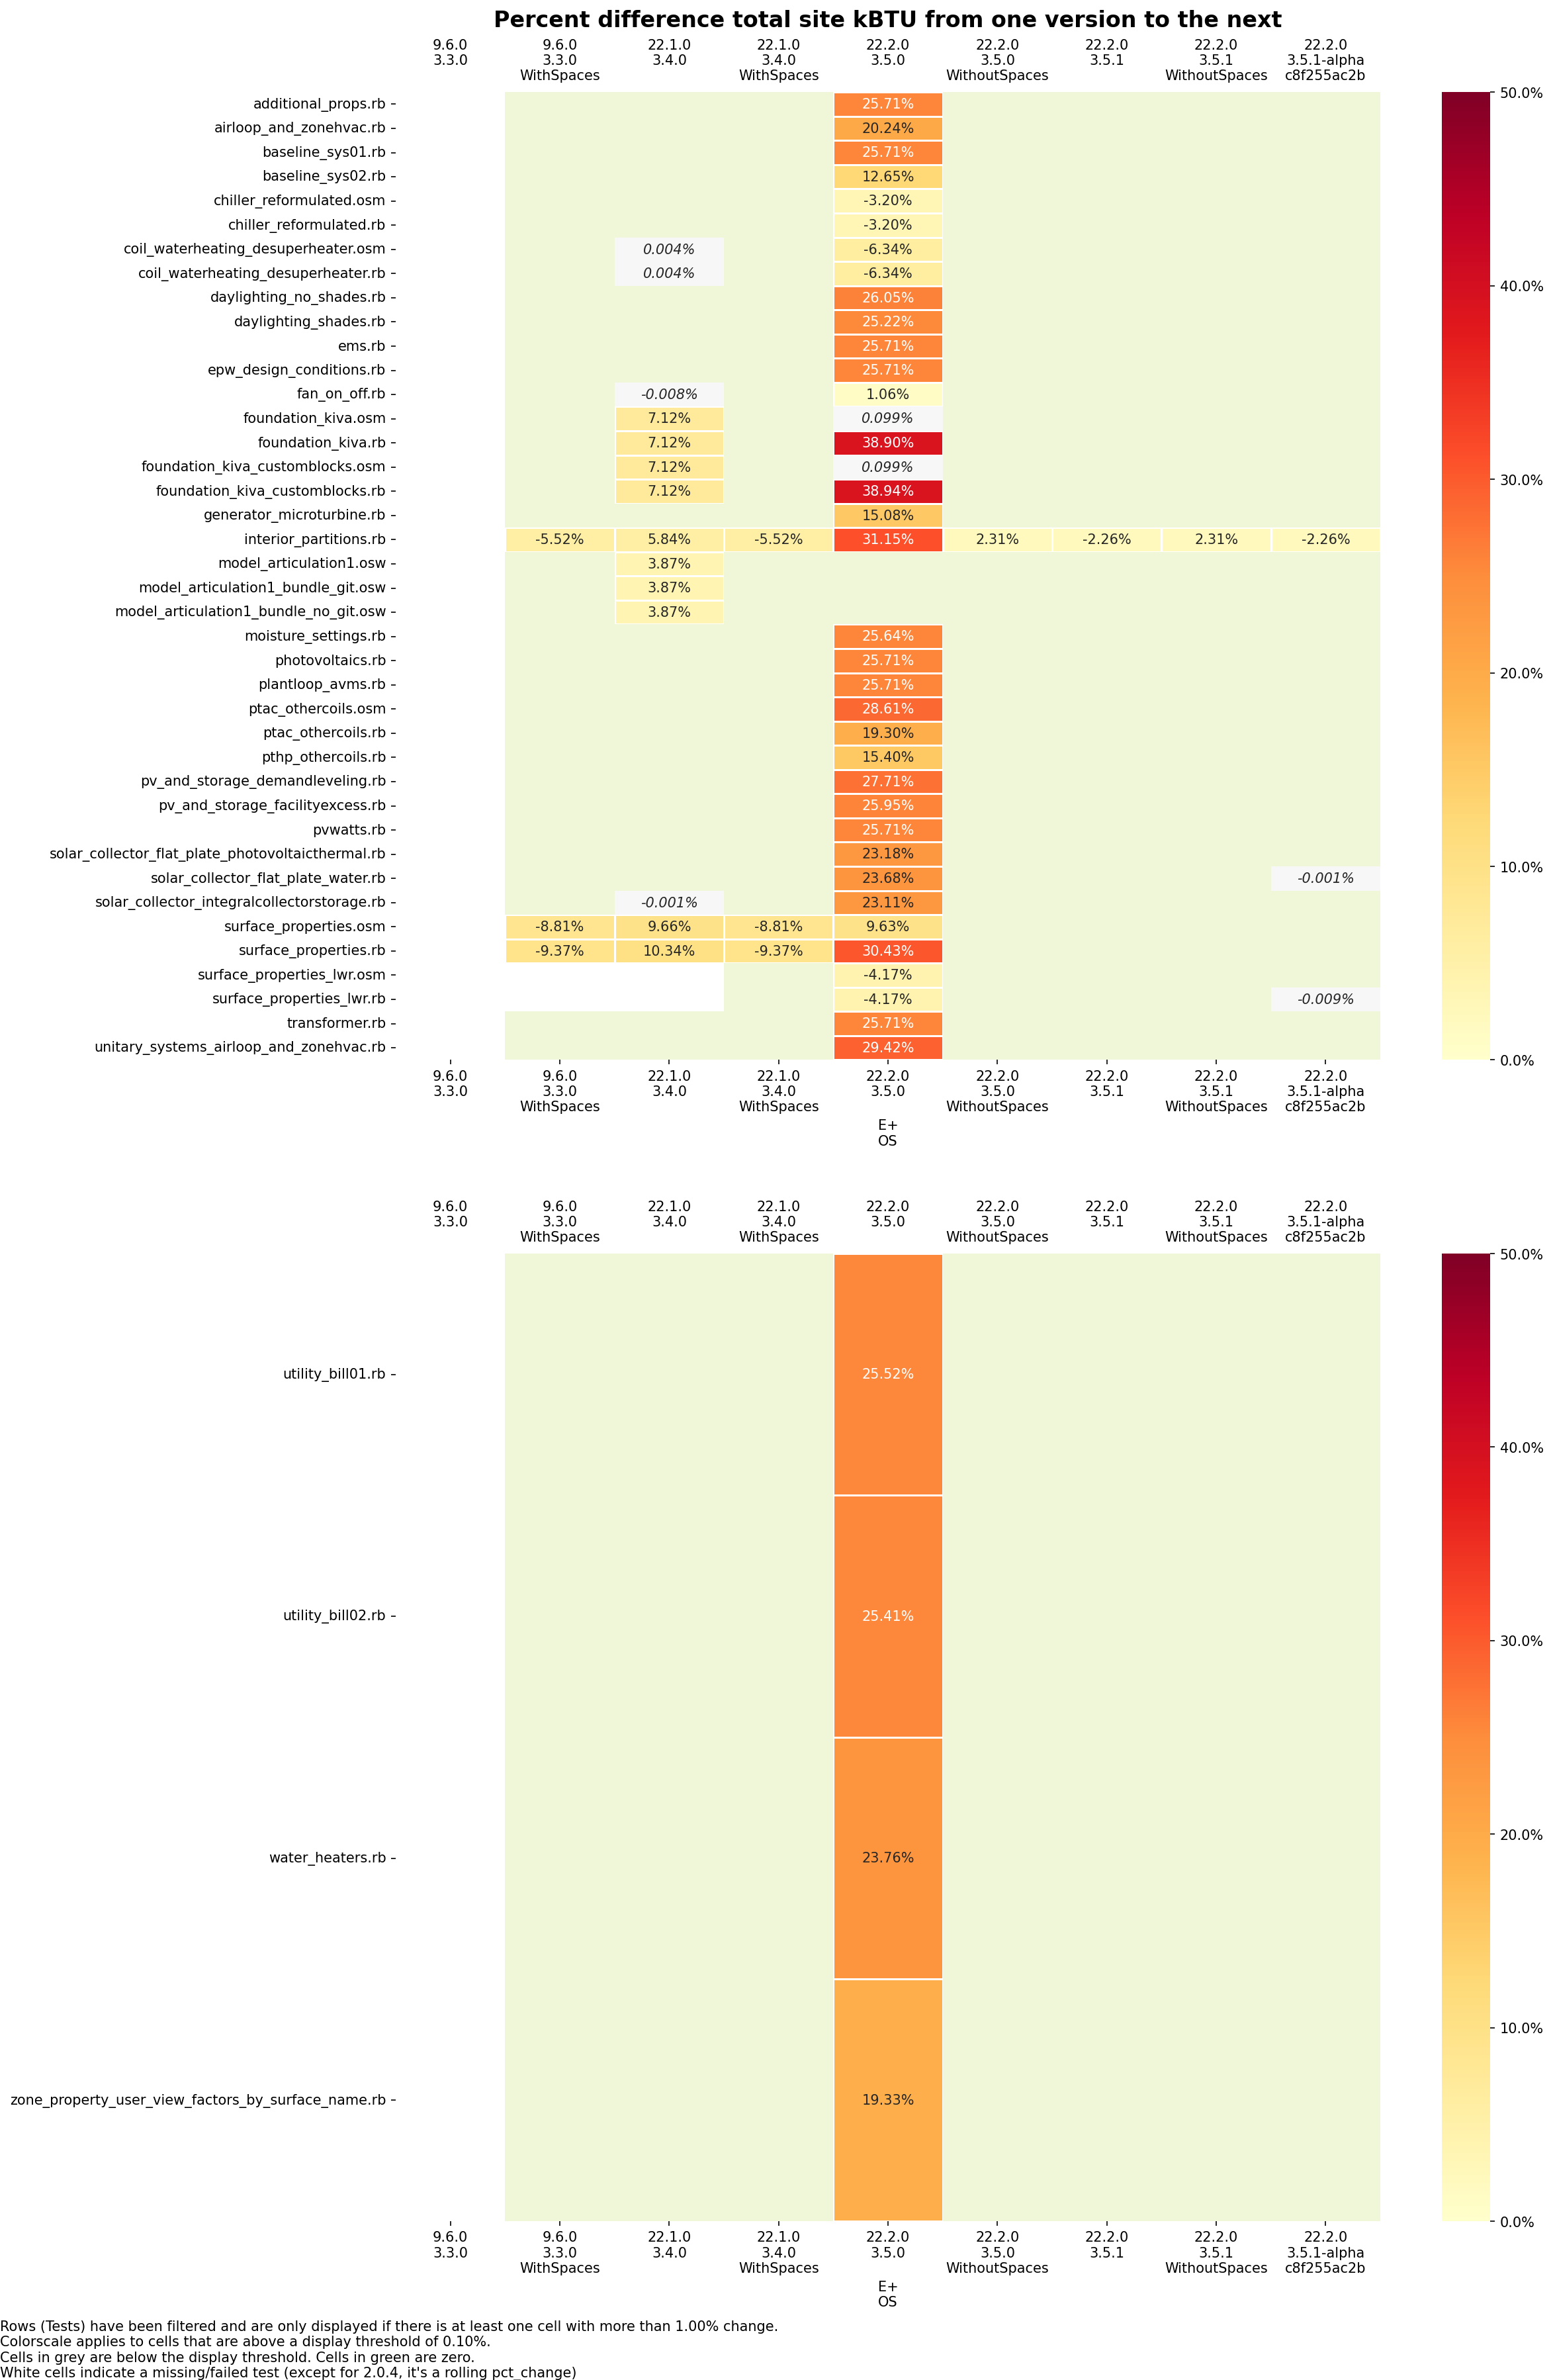 Percent difference total site kBTU from one version to the next
9.6.0 9.6.0 22.1.0 22.1.0 22.2.0 22.2.0 22.2.0 22.2.0 22.2.0
3.3.0 3.3.0 3.4.0 3.4.0 3.5.0 3.5.0 3.5.1 3.5.1 3.5.1-alpha
WithSpaces WithSpaces WithoutSpaces WithoutSpaces c8f255ac2b
50.0%
additional_props.rb 25.71%
airloop_and_zonehvac.rb 20.24%
baseline_sys01.rb 25.71%
baseline_sys02.rb 12.65%
chiller_reformulated.osm -3.20%
chiller_reformulated.rb -3.20%
coil_waterheating_desuperheater.osm 0.004% -6.34%
coil_waterheating_desuperheater.rb 0.004% -6.34%
40.0%
daylighting_no_shades.rb 26.05%
daylighting_shades.rb 25.22%
ems.rb 25.71%
epw_design_conditions.rb 25.71%
fan_on_off.rb -0.008% 1.06%
foundation_kiva.osm 7.12% 0.099%
foundation_kiva.rb 7.12% 38.90%
foundation_kiva_customblocks.osm 7.12% 0.099%
30.0%
foundation_kiva_customblocks.rb 7.12% 38.94%
generator_microturbine.rb 15.08%
interior_partitions.rb -5.52% 5.84% -5.52% 31.15% 2.31% -2.26% 2.31% -2.26%
model_articulation1.osw 3.87%
model_articulation1_bundle_git.osw 3.87%
model_articulation1_bundle_no_git.osw 3.87%
moisture_settings.rb 25.64%
photovoltaics.rb 25.71%
20.0%
plantloop_avms.rb 25.71%
ptac_othercoils.osm 28.61%
ptac_othercoils.rb 19.30%
pthp_othercoils.rb 15.40%
pv_and_storage_demandleveling.rb 27.71%
pv_and_storage_facilityexcess.rb 25.95%
pvwatts.rb 25.71%
solar_collector_flat_plate_photovoltaicthermal.rb 23.18%
10.0%
solar_collector_flat_plate_water.rb 23.68% -0.001%
solar_collector_integralcollectorstorage.rb -0.001% 23.11%
surface_properties.osm -8.81% 9.66% -8.81% 9.63%
surface_properties.rb -9.37% 10.34% -9.37% 30.43%
surface_properties_lwr.osm -4.17%
surface_properties_lwr.rb -4.17% -0.009%
transformer.rb 25.71%
unitary_systems_airloop_and_zonehvac.rb 29.42%
0.0%
9.6.0 9.6.0 22.1.0 22.1.0 22.2.0 22.2.0 22.2.0 22.2.0 22.2.0
3.3.0 3.3.0 3.4.0 3.4.0 3.5.0 3.5.0 3.5.1 3.5.1 3.5.1-alpha
WithSpaces WithSpaces WithoutSpaces WithoutSpaces c8f255ac2b
E+
OS
9.6.0 9.6.0 22.1.0 22.1.0 22.2.0 22.2.0 22.2.0 22.2.0 22.2.0
3.3.0 3.3.0 3.4.0 3.4.0 3.5.0 3.5.0 3.5.1 3.5.1 3.5.1-alpha
WithSpaces WithSpaces WithoutSpaces WithoutSpaces c8f255ac2b
50.0%
utility_bill01.rb 25.52%
40.0%
utility_bill02.rb 25.41%
30.0%
20.0%
water_heaters.rb 23.76%
10.0%
zone_property_user_view_factors_by_surface_name.rb 19.33%
0.0%
9.6.0 9.6.0 22.1.0 22.1.0 22.2.0 22.2.0 22.2.0 22.2.0 22.2.0
3.3.0 3.3.0 3.4.0 3.4.0 3.5.0 3.5.0 3.5.1 3.5.1 3.5.1-alpha
WithSpaces WithSpaces WithoutSpaces WithoutSpaces c8f255ac2b
E+
OS
Rows (Tests) have been filtered and are only displayed if there is at least one cell with more than 1.00% change.
Colorscale applies to cells that are above a display threshold of 0.10%.
Cells in grey are below the display threshold. Cells in green are zero.
White cells indicate a missing/failed test (except for 2.0.4, it's a rolling pct_change)